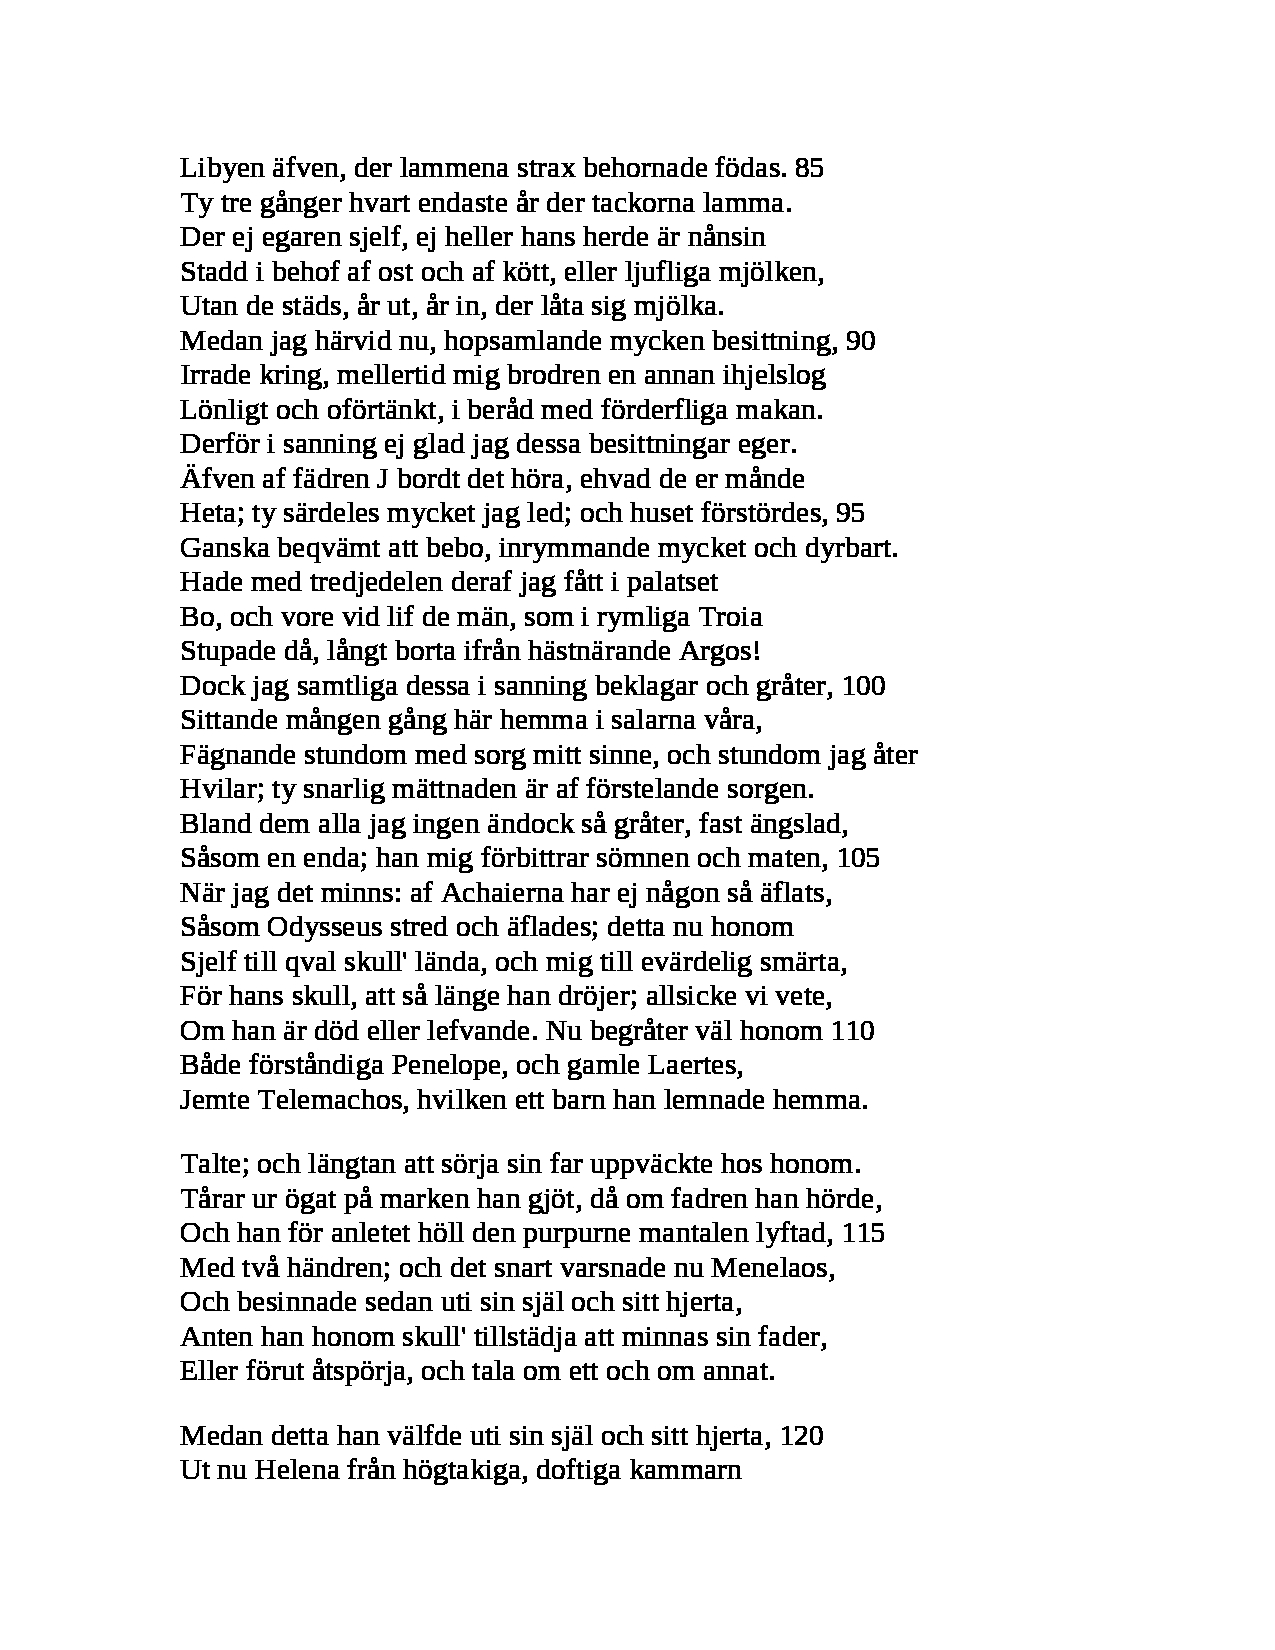 Libyen äfven, der lammena strax behornade födas. 85
Ty tre gånger hvart endaste år der tackorna lamma.
Der ej egaren sjelf, ej heller hans herde är nånsin
Stadd i behof af ost och af kött, eller ljufliga mjölken,
Utan de städs, år ut, år in, der låta sig mjölka.
Medan jag härvid nu, hopsamlande mycken besittning, 90
Irrade kring, mellertid mig brodren en annan ihjelslog
Lönligt och oförtänkt, i beråd med förderfliga makan.
Derför i sanning ej glad jag dessa besittningar eger.
Äfven af fädren J bordt det höra, ehvad de er månde
Heta; ty särdeles mycket jag led; och huset förstördes, 95
Ganska beqvämt att bebo, inrymmande mycket och dyrbart.
Hade med tredjedelen deraf jag fått i palatset
Bo, och vore vid lif de män, som i rymliga Troia
Stupade då, långt borta ifrån hästnärande Argos!
Dock jag samtliga dessa i sanning beklagar och gråter, 100
Sittande mången gång här hemma i salarna våra,
Fägnande stundom med sorg mitt sinne, och stundom jag åter
Hvilar; ty snarlig mättnaden är af förstelande sorgen.
Bland dem alla jag ingen ändock så gråter, fast ängslad,
Såsom en enda; han mig förbittrar sömnen och maten, 105
När jag det minns: af Achaierna har ej någon så äflats,
Såsom Odysseus stred och äflades; detta nu honom
Sjelf till qval skull' lända, och mig till evärdelig smärta,
För hans skull, att så länge han dröjer; allsicke vi vete,
Om han är död eller lefvande. Nu begråter väl honom 110
Både förståndiga Penelope, och gamle Laertes,
Jemte Telemachos, hvilken ett barn han lemnade hemma.
Talte; och längtan att sörja sin far uppväckte hos honom.
Tårar ur ögat på marken han gjöt, då om fadren han hörde,
Och han för anletet höll den purpurne mantalen lyftad, 115
Med två händren; och det snart varsnade nu Menelaos,
Och besinnade sedan uti sin själ och sitt hjerta,
Anten han honom skull' tillstädja att minnas sin fader,
Eller förut åtspörja, och tala om ett och om annat.
Medan detta han välfde uti sin själ och sitt hjerta, 120
Ut nu Helena från högtakiga, doftiga kammarn